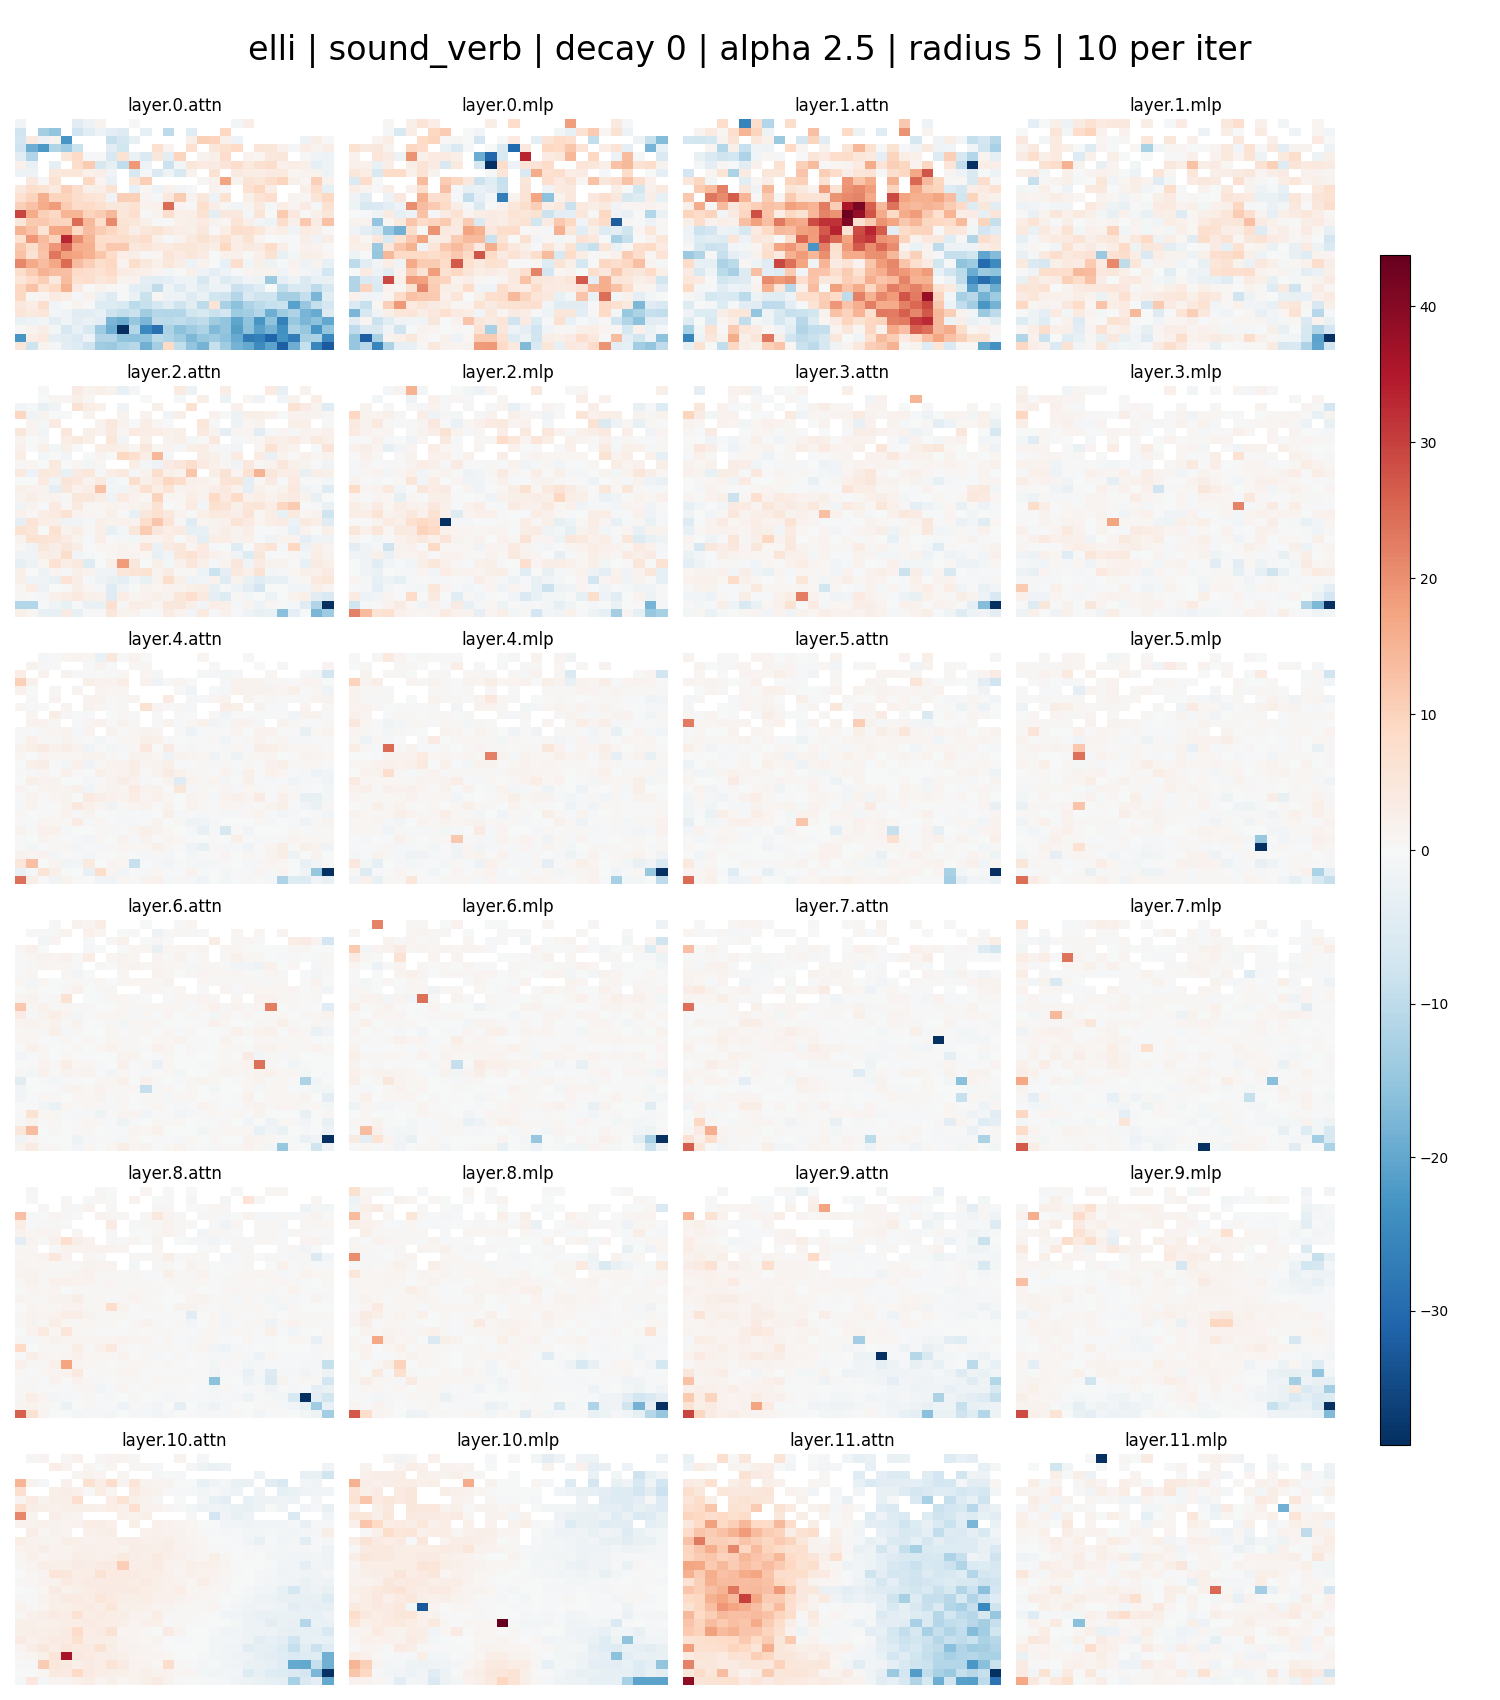 elli | sound_verb | decay 0 | alpha 2.5 | radius 5 | 10 per iter
layer.0.attn layer.0.mlp layer.1.attn layer.1.mlp
layer.2.attn layer.2.mlp layer.3.attn layer.3.mlp
layer.4.attn layer.4.mlp layer.5.attn layer.5.mlp
layer.6.attn layer.6.mlp layer.7.attn layer.7.mlp
layer.8.attn layer.8.mlp layer.9.attn layer.9.mlp
layer.10.attn layer.10.mlp layer.11.attn layer.11.mlp
40
30
20
10
0
−10
−20
−30